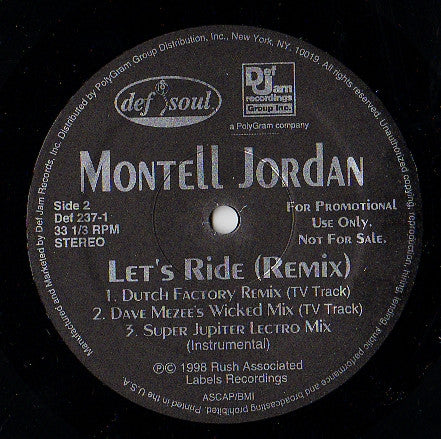 Manufactured and Marketed by Def Jam Records, Inc. Distributed by PolyGram Group Distribution, Inc., New York, NY. 10019. All rights reserved. Unauthorized copying, reproduction, hiring, lending, public performance and broadcasting prohibited. Printed in the U.S.A.
def soul
Def
Jam
recordings
Group Inc.
a PolyGram company
Montell Jordan
Side 2
Def 237-1
33 1/3 RPM
STEREO
For Promotional
Use Only.
Not For Sale.
Let's Ride (Remix)
1. Dutch Factory Remix (TV Track)
2. Dave Mezee's Wicked Mix (TV Track)
3. Super Jupiter Lectro Mix
(Instrumental)
℗© 1998 Rush Associated
Labels Recordings
ASCAP/BMI